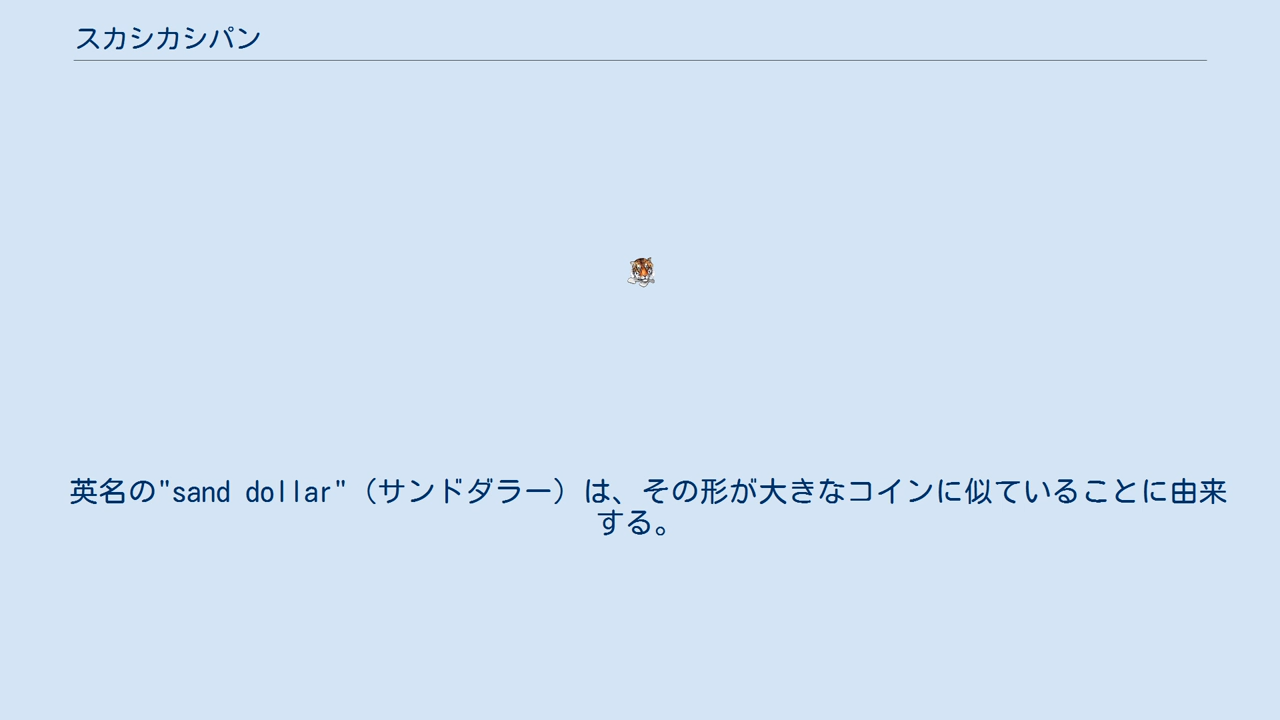 スカシカシパン
英名の"sand dollar"（サンドダラー）は、その形が大きなコインに似ていることに由来
する。